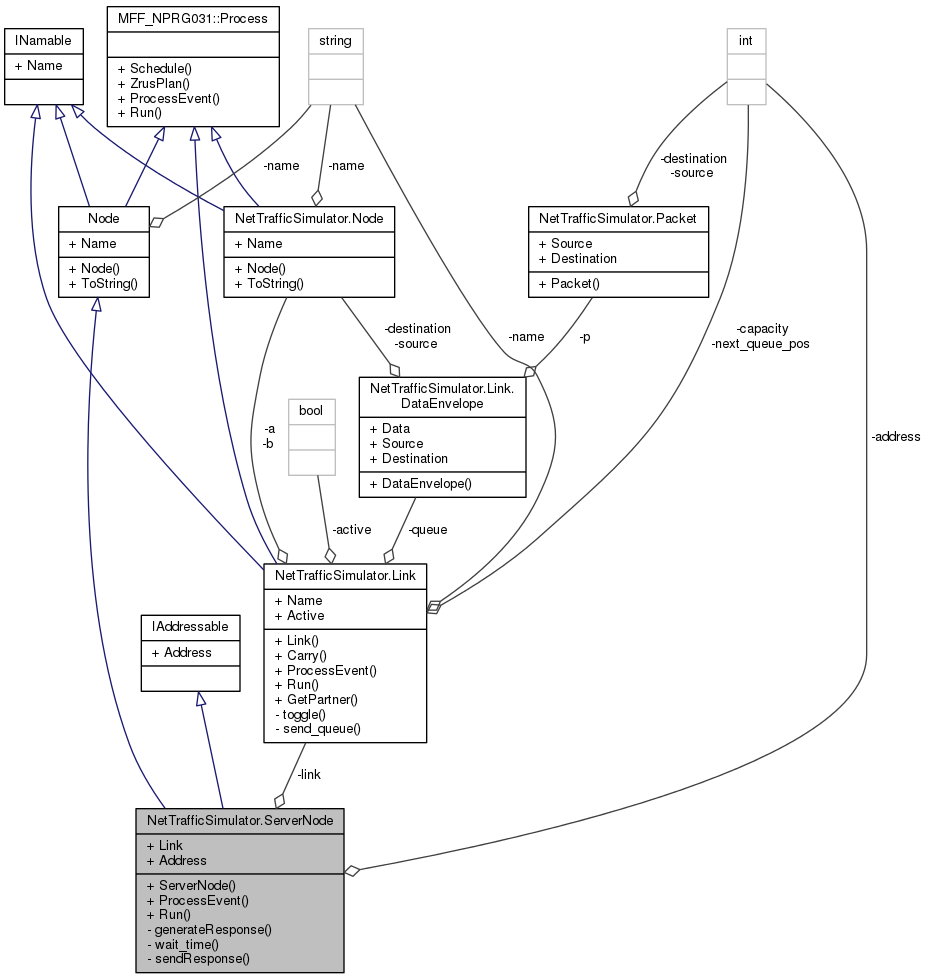 MFF_NPRG031::Process
+ Schedule()
+ ZrusPlan()
+ ProcessEvent()
+ Run()
INamable
+ Name
string
int
-name
-name
-destination
-source
Node
+ Name
+ Node()
+ ToString()
NetTrafficSimulator.Node
+ Name
+ Node()
+ ToString()
NetTrafficSimulator.Packet
+ Source
+ Destination
+ Packet()
-destination
-source
-name
-p
-capacity
-next_queue_pos
NetTrafficSimulator.Link.
DataEnvelope
+ Data
+ Source
+ Destination
+ DataEnvelope()
bool
-a
-b
-address
-active
-queue
NetTrafficSimulator.Link
+ Name
+ Active
+ Link()
+ Carry()
+ ProcessEvent()
+ Run()
+ GetPartner()
- toggle()
- send_queue()
IAddressable
+ Address
-link
NetTrafficSimulator.ServerNode
+ Link
+ Address
+ ServerNode()
+ ProcessEvent()
+ Run()
- generateResponse()
- wait_time()
- sendResponse()